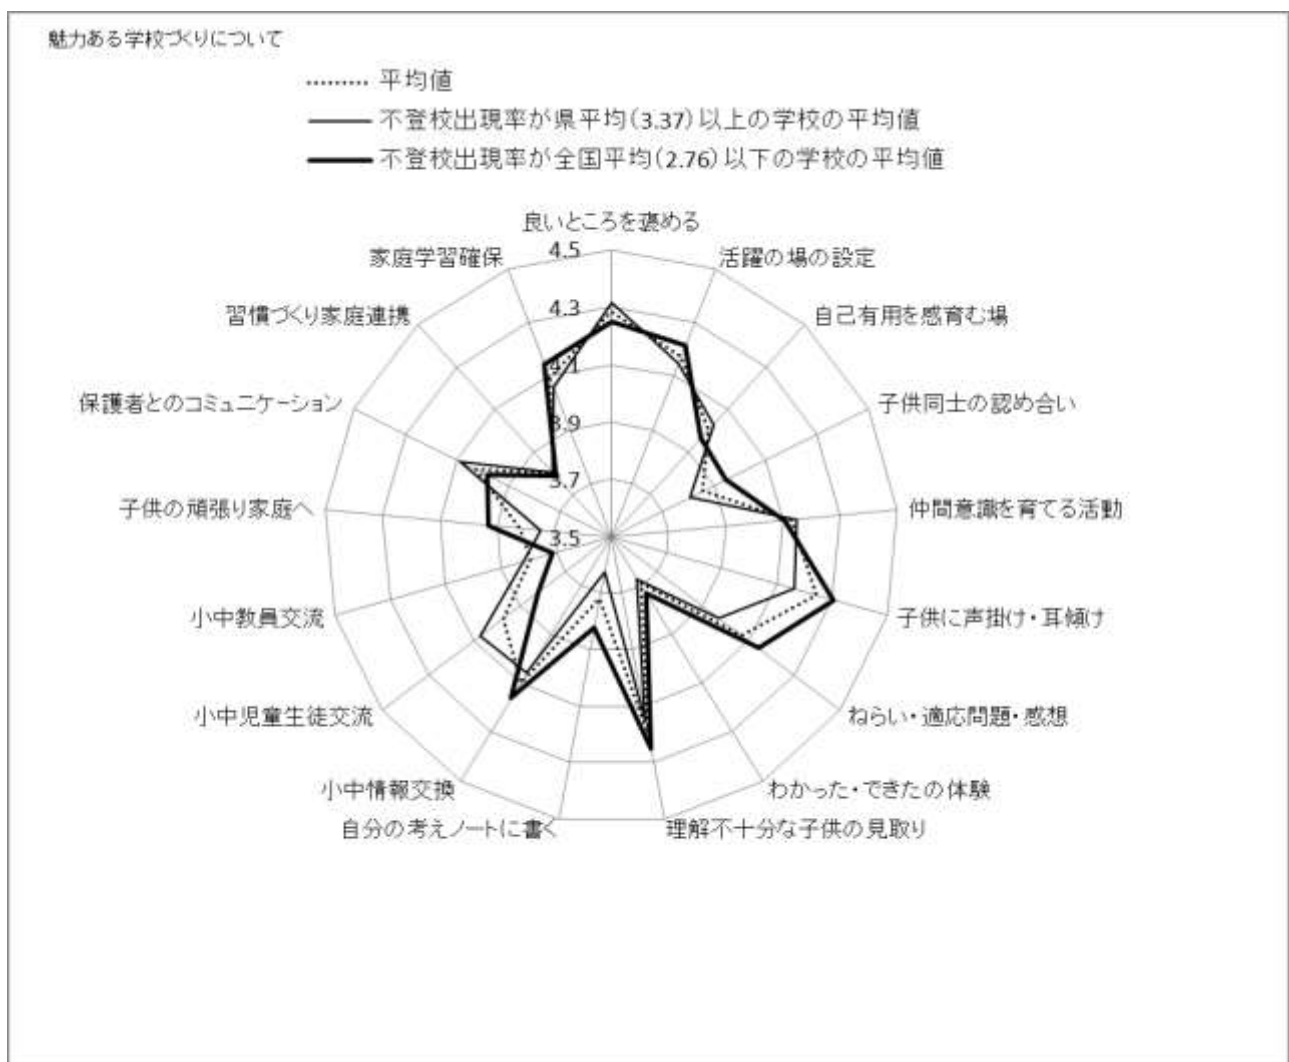 魅力ある学校づくりについて
平均値
不登校出現率が県平均(3.37)以上の学校の平均値
不登校出現率が全国平均(2.76)以下の学校の平均値
良いところを褒める
活躍の場の設定
自己有用を感育む場
子供同士の認め合い
仲間意識を育てる活動
子供に声掛け・耳傾け
ねらい・適応問題・感想
わかった・できたの体験
理解不十分な子供の見取り
自分の考えノートに書く
小中情報交換
小中児童生徒交流
小中教員交流
子供の頑張り家庭へ
保護者とのコミュニケーション
習慣づくり家庭連携
家庭学習確保
4.5
4.3
4.1
3.9
3.7
3.5